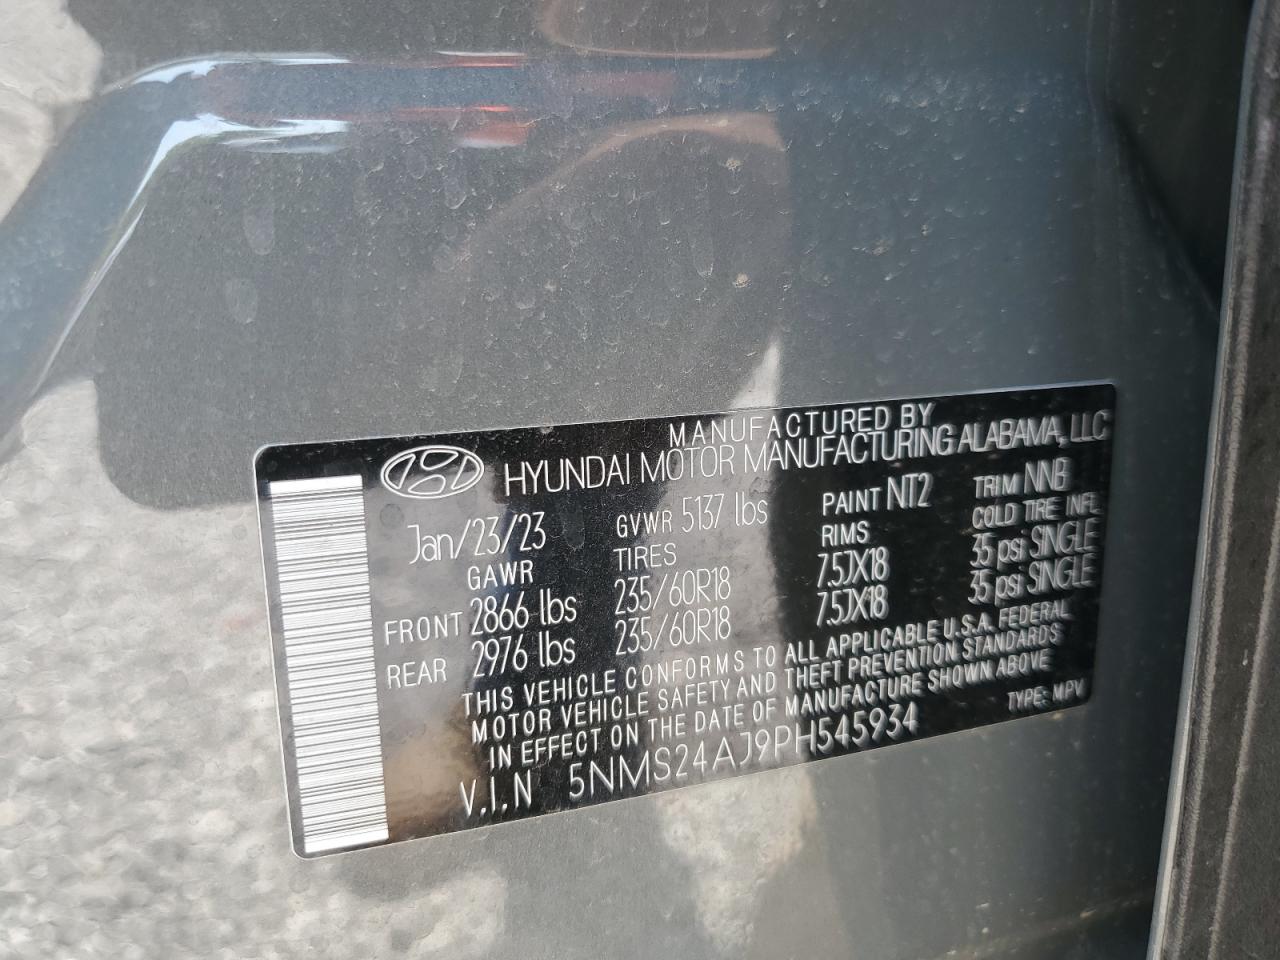 MANUFACTURED BY
HYUNDAI MOTOR MANUFACTURING ALABAMA, LLC
Jan/23/23 GVWR 5137 lbs PAINT NT2 TRIM NNB
GAWR TIRES RIMS COLD TIRE INFL
FRONT 2866 lbs 235/60R18 7.5JX18 35 psi SINGLE
REAR 2976 lbs 235/60R18 7.5JX18 35 psi SINGLE
THIS VEHICLE CONFORMS TO ALL APPLICABLE U.S.A. FEDERAL
MOTOR VEHICLE SAFETY AND THEFT PREVENTION STANDARDS
IN EFFECT ON THE DATE OF MANUFACTURE SHOWN ABOVE
V.I.N 5NMS24AJ9PH545934 TYPE: MPV